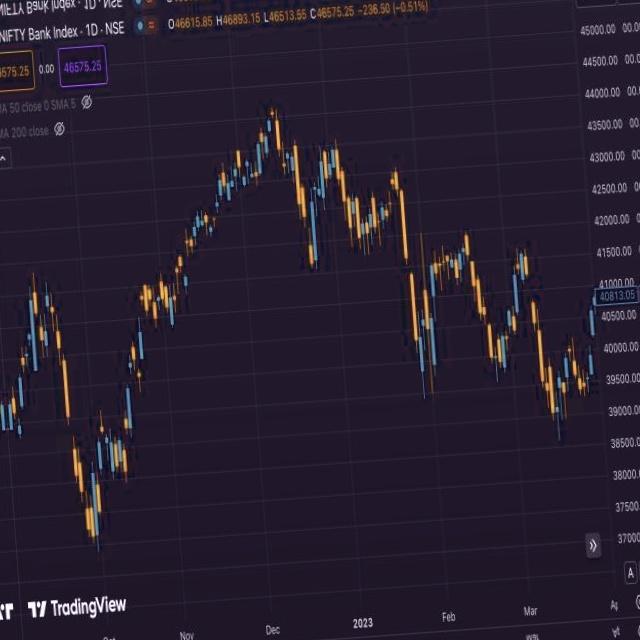 NIFTY Bank Index · 1D · NSE
O46615.85 H46893.15 L46513.55 C46575.25 −236.50 (−0.51%)
575.25 0.00 46575.25
MA 50 close 0 SMA 5
MA 200 close
45000.00
44500.00
44000.00
43500.00
43000.00
42500.00
42000.00
41500.00
41000.00
40813.05
40500.00
40000.00
39500.00
39000.00
38500.00
38000.00
37500
37000
A
TradingView
Nov Dec 2023 Feb Mar